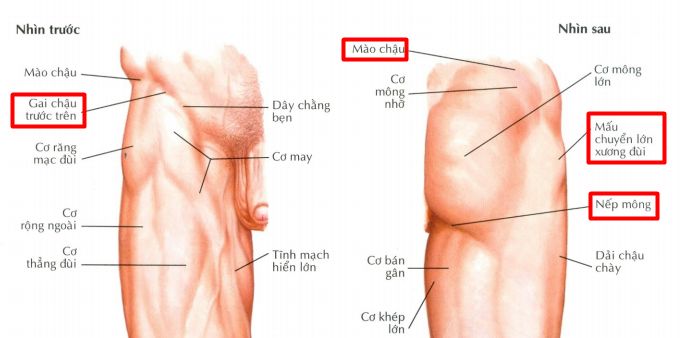 Nhìn trước
Mào chậu
Gai chậu
trước trên
Cơ răng
mạc đùi
Cơ
rộng ngoài
Cơ
thẳng đùi
Dây chằng
bẹn
Cơ may
Tĩnh mạch
hiển lớn
Nhìn sau
Mào chậu
Cơ
mông
nhỡ
Cơ bán
gân
Cơ khép
lớn
Cơ mông
lớn
Mấu
chuyển lớn
xương đùi
Nếp mông
Dải chậu
chày